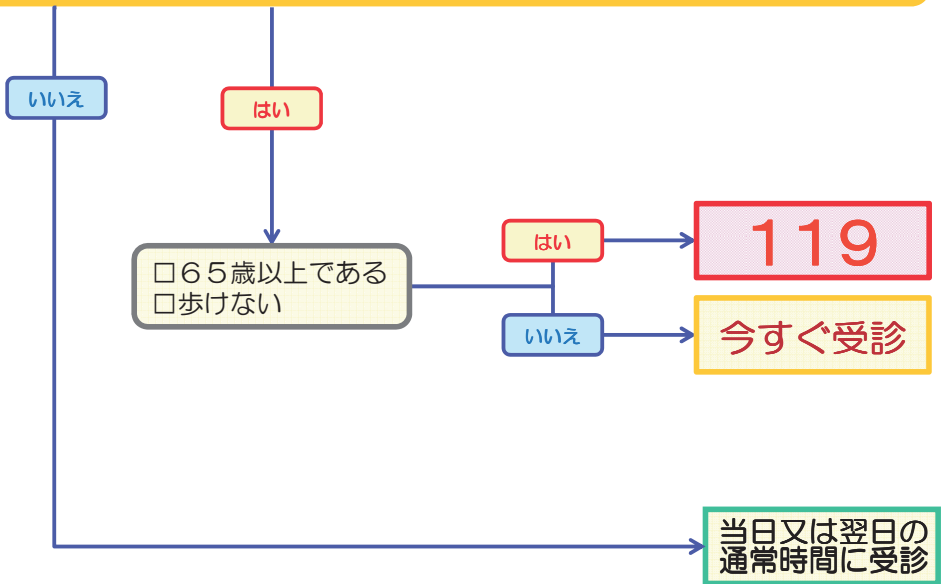 いいえ
はい
□65歳以上である
□歩けない
はい
119
いいえ
今すぐ受診
当日又は翌日の
通常時間に受診